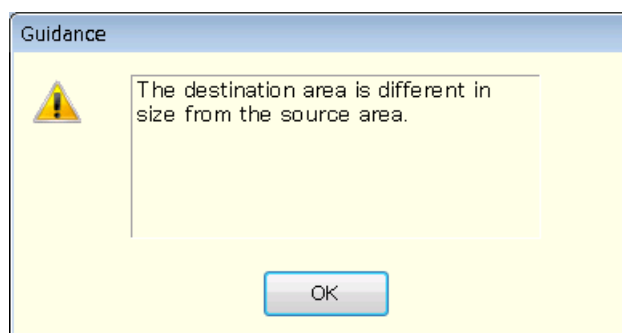 Guidance
The destination area is different in
size from the source area.
OK